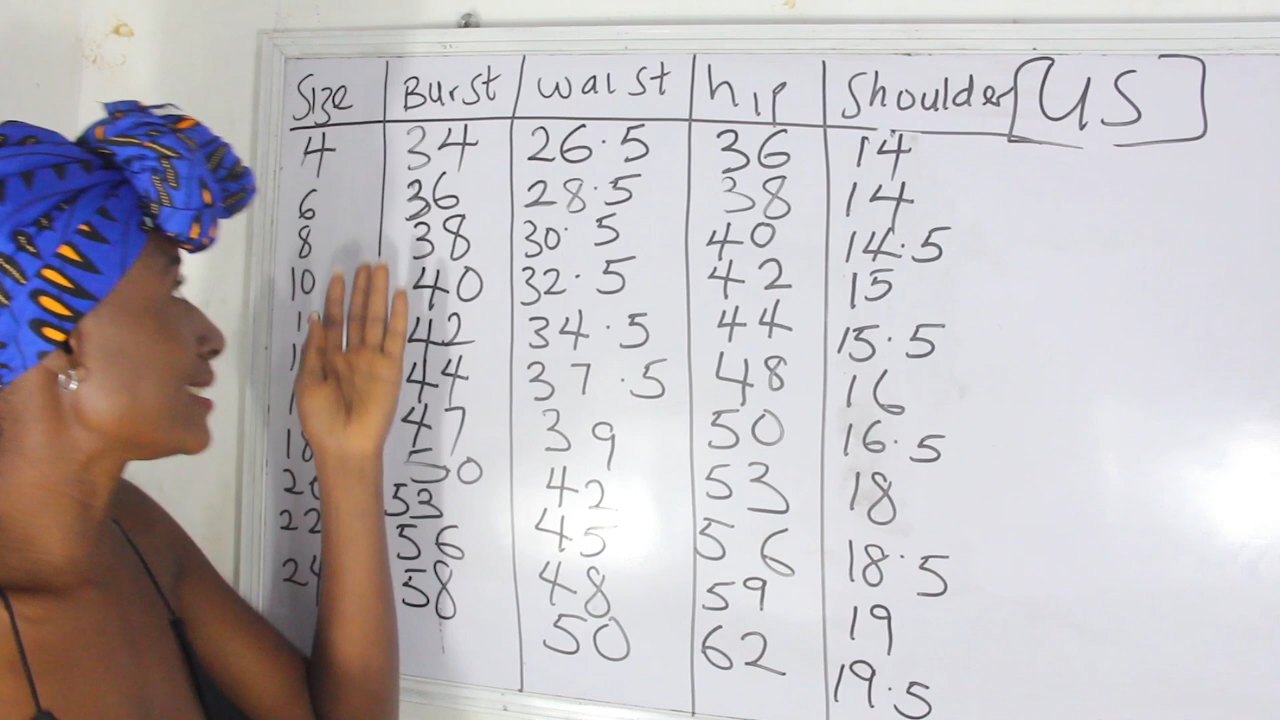 Size Burst waist hip Shoulder US
4 34 26.5 36 14
6 36 28.5 38 14
8 38 30.5 40 14.5
10 40 32.5 42 15
42 34.5 44 15.5
44 37.5 48 16
47 39 50 16.5
18 50 42 53 18
20 53 45 56 18.5
22 56 48 59 19
24 58 50 62 19.5